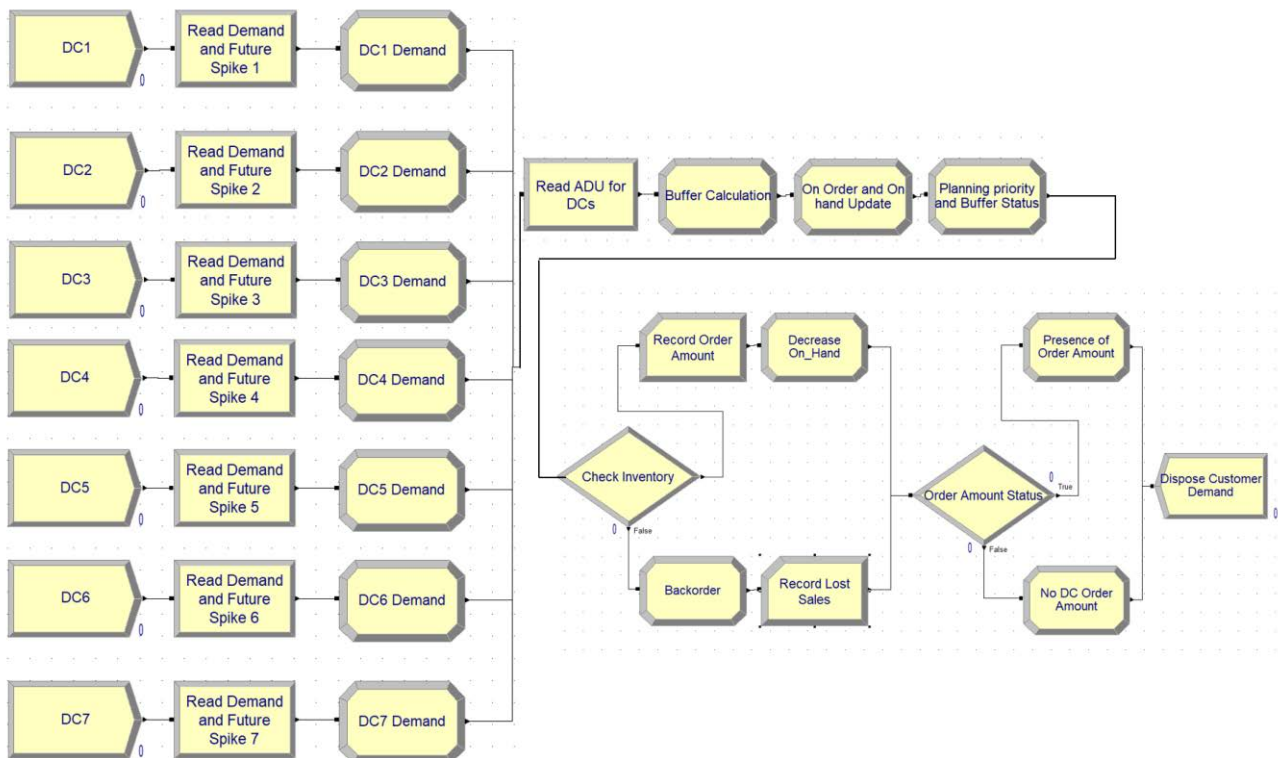 DC1
Read Demand
and Future
Spike 1
DC1 Demand
0
DC2
Read Demand
and Future
Spike 2
DC2 Demand
0
DC3
Read Demand
and Future
Spike 3
DC3 Demand
0
DC4
Read Demand
and Future
Spike 4
DC4 Demand
0
DC5
Read Demand
and Future
Spike 5
DC5 Demand
0
DC6
Read Demand
and Future
Spike 6
DC6 Demand
0
DC7
Read Demand
and Future
Spike 7
DC7 Demand
0
Read ADU for
DCs
Buffer Calculation
On Order and On
hand Update
Planning priority
and Buffer Status
Check Inventory
0
False
Record Order
Amount
Decrease
On_Hand
Backorder
Record Lost
Sales
Order Amount Status
0
True
0
False
Presence of
Order Amount
No DC Order
Amount
Dispose Customer
Demand
0